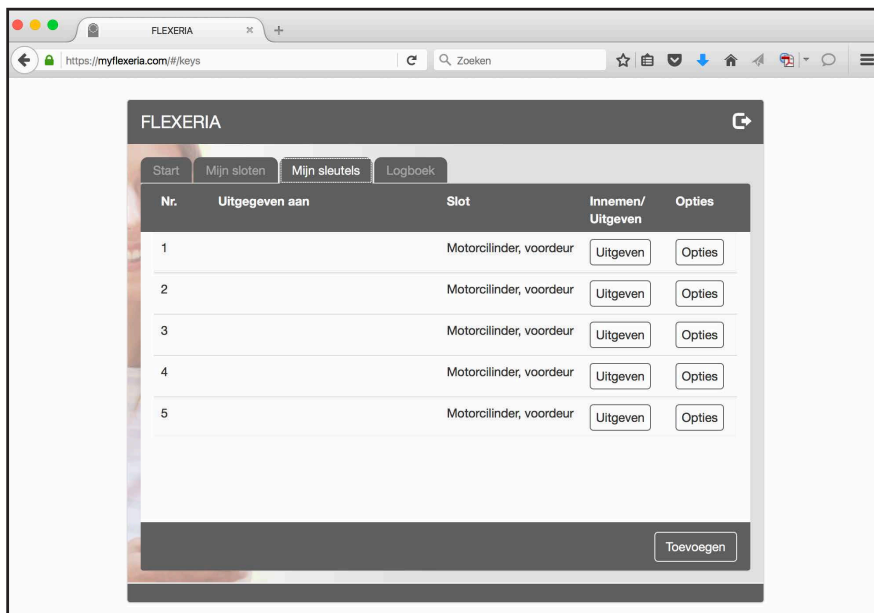 FLEXERIA
https://myflexeria.com/#/keys
Zoeken
FLEXERIA
Start Mijn sloten Mijn sleutels Logboek
Nr. Uitgegeven aan Slot Innemen/ Opties
Uitgeven
1 Motorcilinder, voordeur Uitgeven Opties
2 Motorcilinder, voordeur Uitgeven Opties
3 Motorcilinder, voordeur Uitgeven Opties
4 Motorcilinder, voordeur Uitgeven Opties
5 Motorcilinder, voordeur Uitgeven Opties
Toevoegen